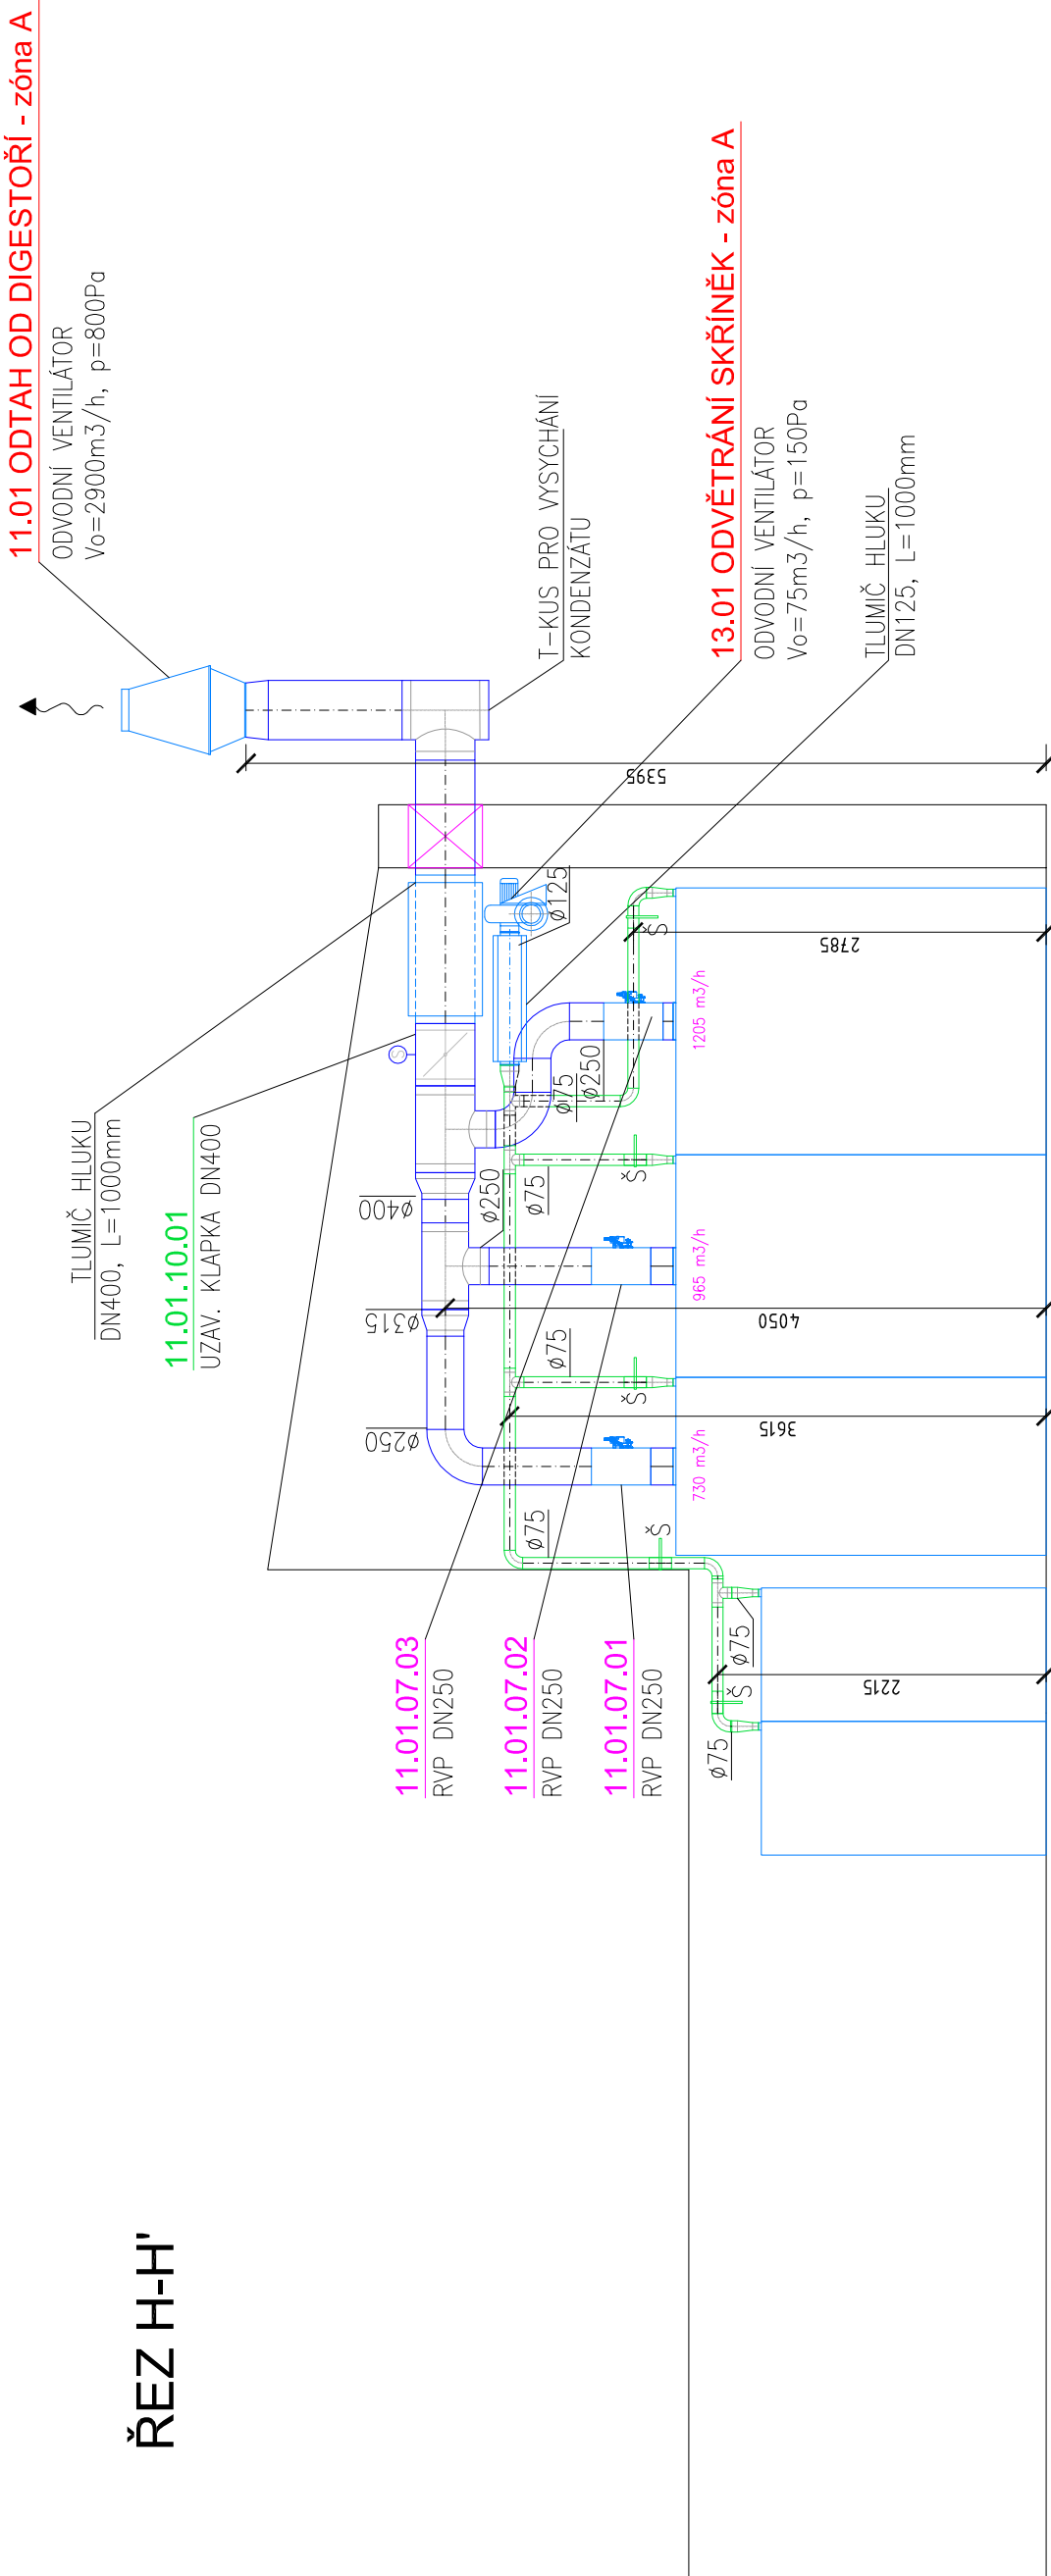 ŘEZ H-H'
11.01 ODTAH OD DIGESTOŘÍ - zóna A
ODVODNÍ VENTILÁTOR
Vo=2900m3/h, p=800Pa
TLUMIČ HLUKU
DN400, L=1000mm
11.01.10.01
UZAV. KLAPKA DN400
T-KUS PRO VYSYCHÁNÍ
KONDENZÁTU
13.01 ODVĚTRÁNÍ SKŘÍNĚK - zóna A
ODVODNÍ VENTILÁTOR
Vo=75m3/h, p=150Pa
TLUMIČ HLUKU
DN125, L=1000mm
11.01.07.03
RVP DN250
11.01.07.02
RVP DN250
11.01.07.01
RVP DN250
ø250
ø315
ø400
S
ø250
ø125
ø75
ø250
ø75
ø75
ø75
ø75
ø75
Š
Š
Š
Š
Š
730 m3/h
965 m3/h
1205 m3/h
5395
2785
4050
3615
2215